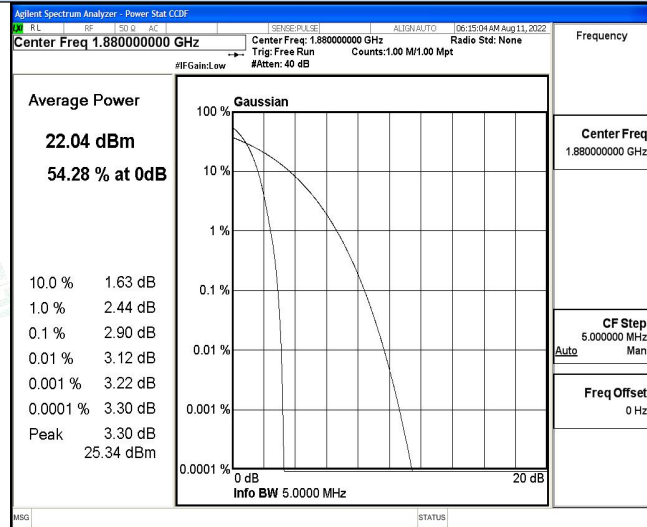 Agilent Spectrum Analyzer - Power Stat CCDF
RL RF 50 Ω AC SENSE:PULSE ALIGN AUTO 06:15:04 AM Aug 11, 2022
Center Freq 1.880000000 GHz
Center Freq: 1.880000000 GHz Radio Std: None
Trig: Free Run Counts:1.00 M/1.00 Mpt
#IFGain:Low #Atten: 40 dB
Frequency
Average Power
22.04 dBm
54.28 % at 0dB
10.0 % 1.63 dB
1.0 % 2.44 dB
0.1 % 2.90 dB
0.01 % 3.12 dB
0.001 % 3.22 dB
0.0001 % 3.30 dB
Peak 3.30 dB
25.34 dBm
Gaussian
100 %
10 %
1 %
0.1 %
0.01 %
0.001 %
0.0001 %
0 dB 20 dB
Info BW 5.0000 MHz
Center Freq
1.880000000 GHz
CF Step
5.000000 MHz
Auto Man
Freq Offset
0 Hz
MSG STATUS